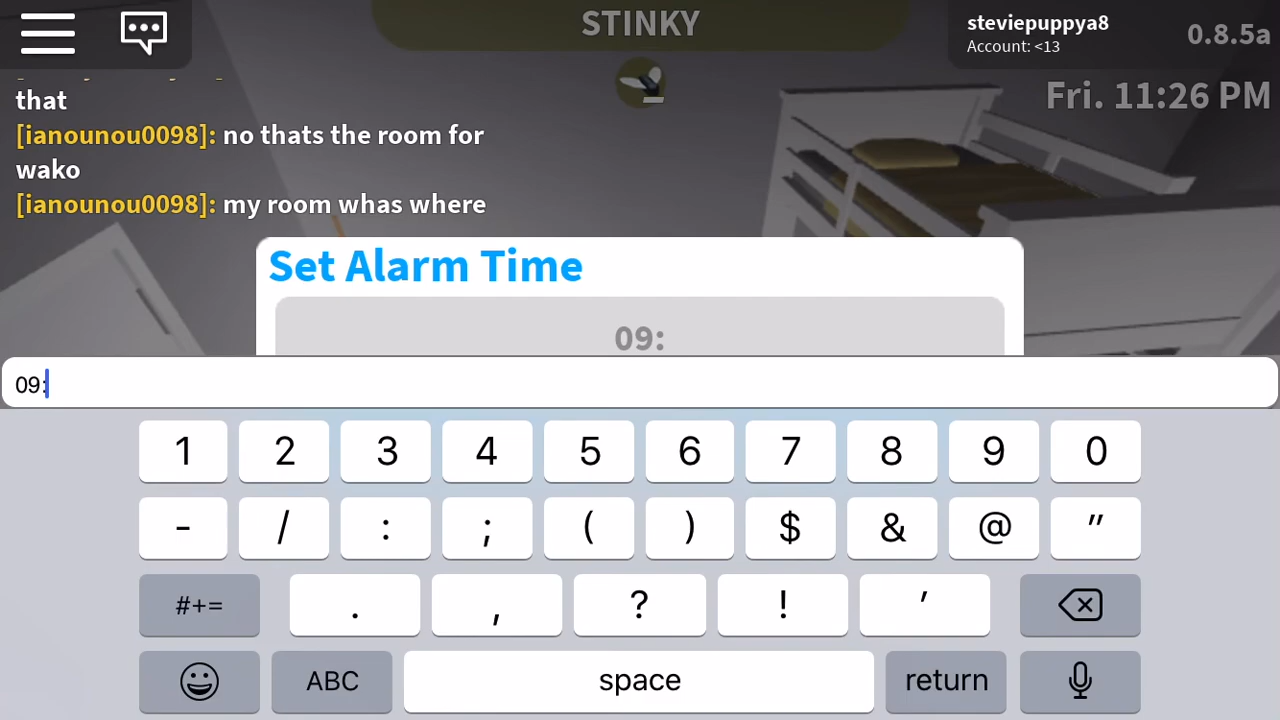 STINKY
steviepuppya8
Account: <13
0.8.5a
Fri. 11:26 PM
that
[ianounou0098]: no thats the room for
wako
[ianounou0098]: my room whas where
Set Alarm Time
09:
09:
1 2 3 4 5 6 7 8 9 0
- / : ; ( ) $ & @ "
#+= . , ? ! '
ABC space return